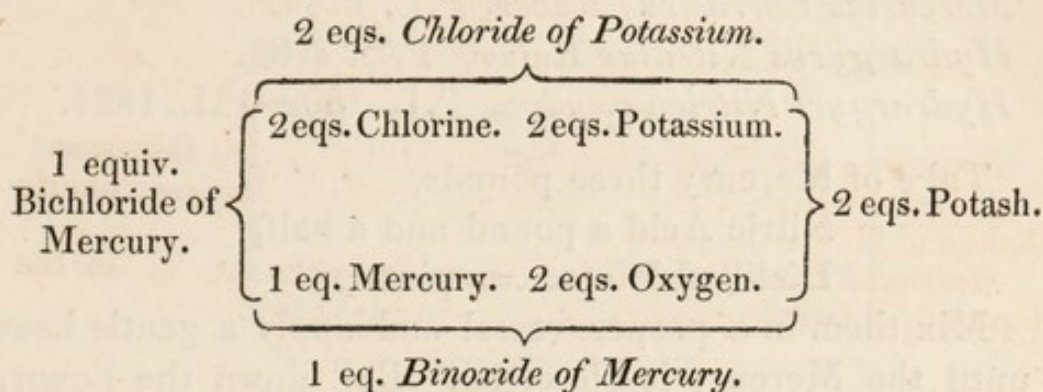 2 eqs. Chloride of Potassium.
2 eqs. Chlorine. 2 eqs. Potassium.
1 equiv.
Bichloride of
Mercury.
2 eqs. Potash.
1 eq. Mercury. 2 eqs. Oxygen.
1 eq. Binoxide of Mercury.